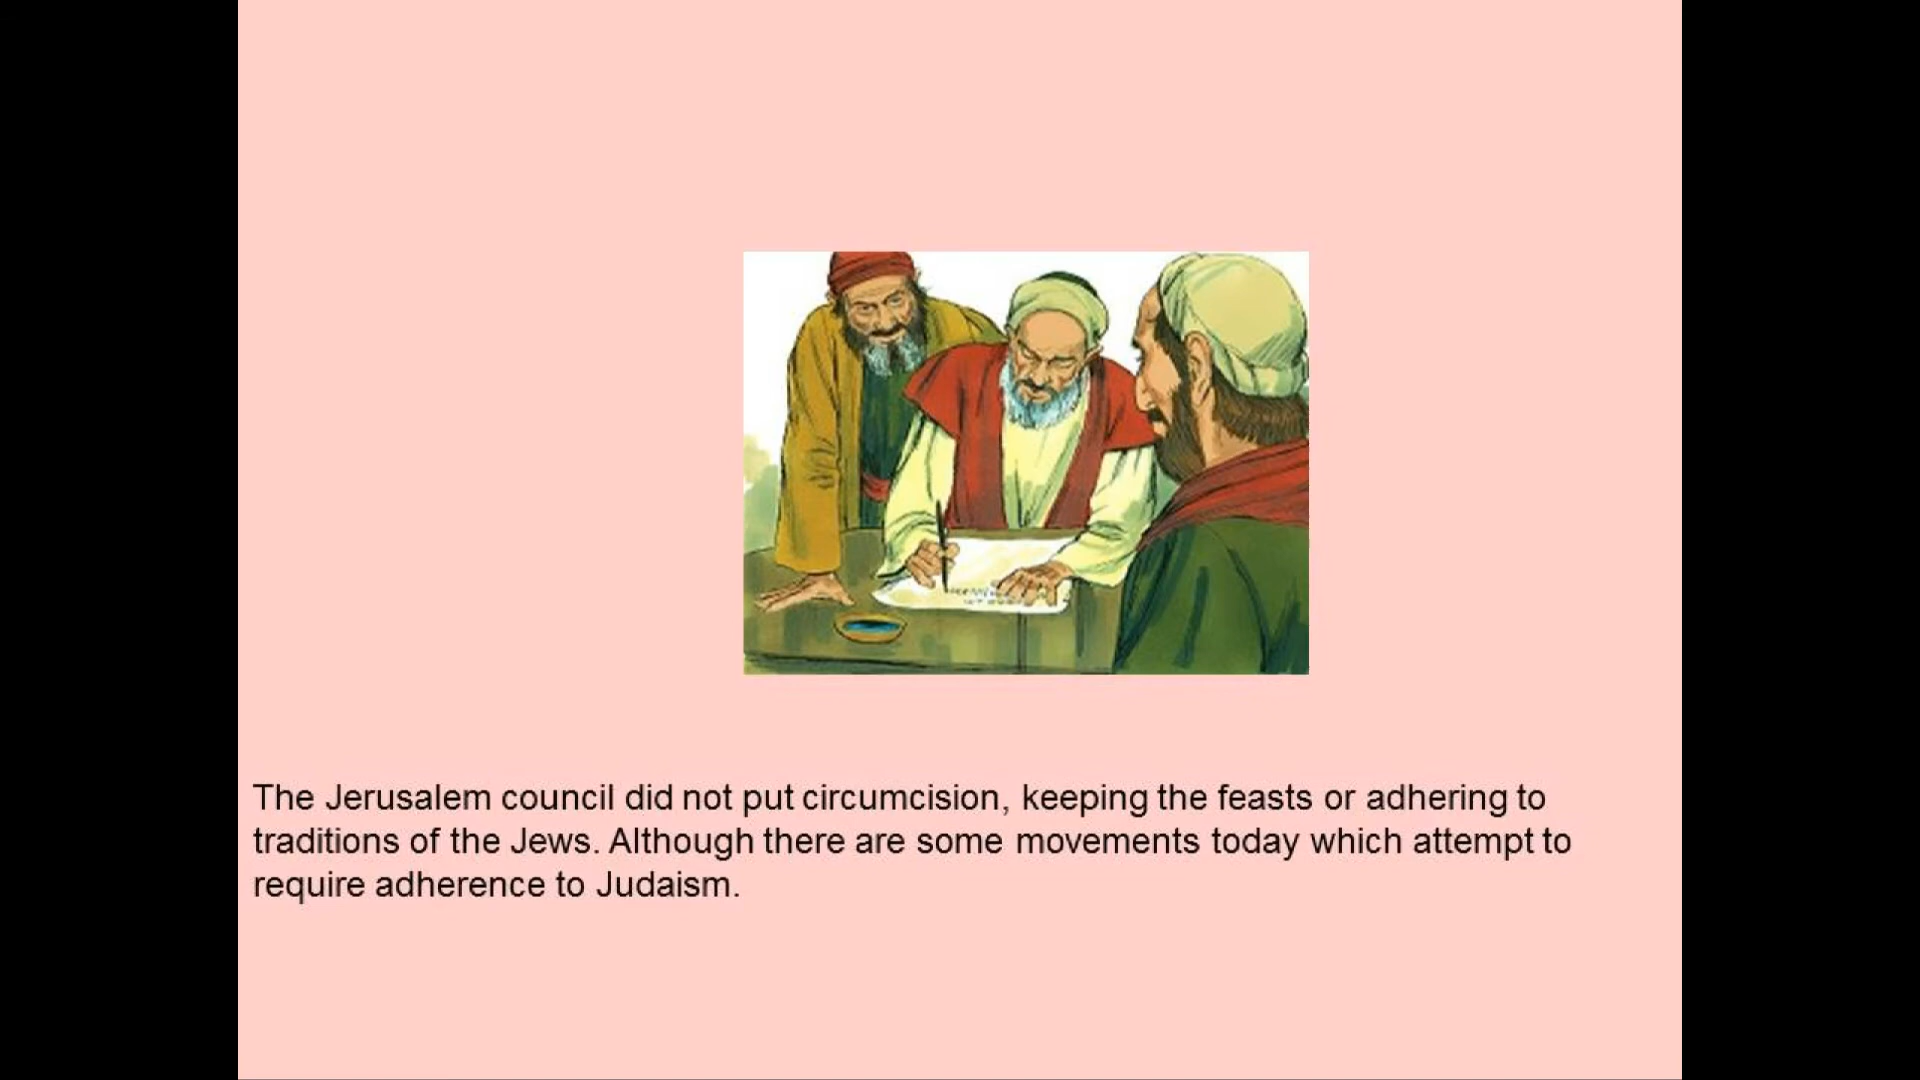 The Jerusalem council did not put circumcision, keeping the feasts or adhering to
traditions of the Jews. Although there are some movements today which attempt to
require adherence to Judaism.